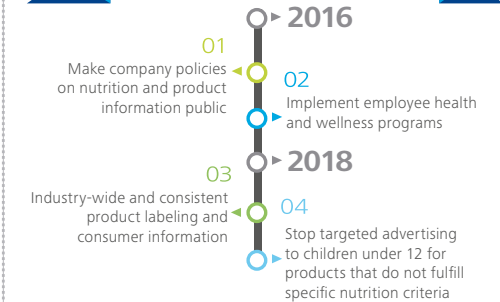 2016
01
Make company policies
on nutrition and product
information public
02
Implement employee health
and wellness programs
2018
03
Industry-wide and consistent
product labeling and
consumer information
04
Stop targeted advertising
to children under 12 for
products that do not fulfill
specific nutrition criteria